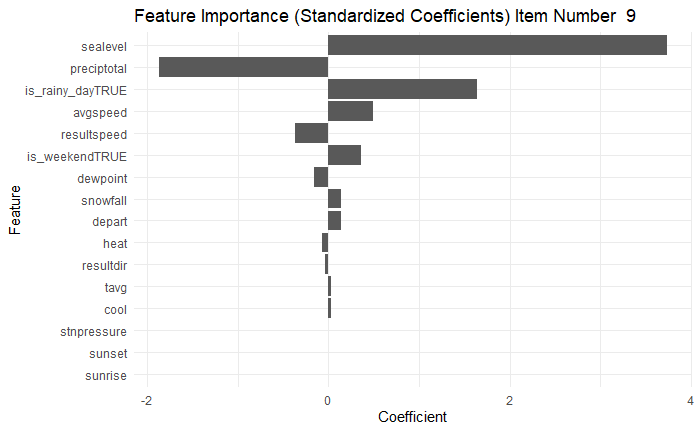 Feature Importance (Standardized Coefficients) Item Number  9
Feature
sealevel
preciptotal
is_rainy_dayTRUE
avgspeed
resultspeed
is_weekendTRUE
dewpoint
snowfall
depart
heat
resultdir
tavg
cool
stnpressure
sunset
sunrise
-2 0 2 4
Coefficient